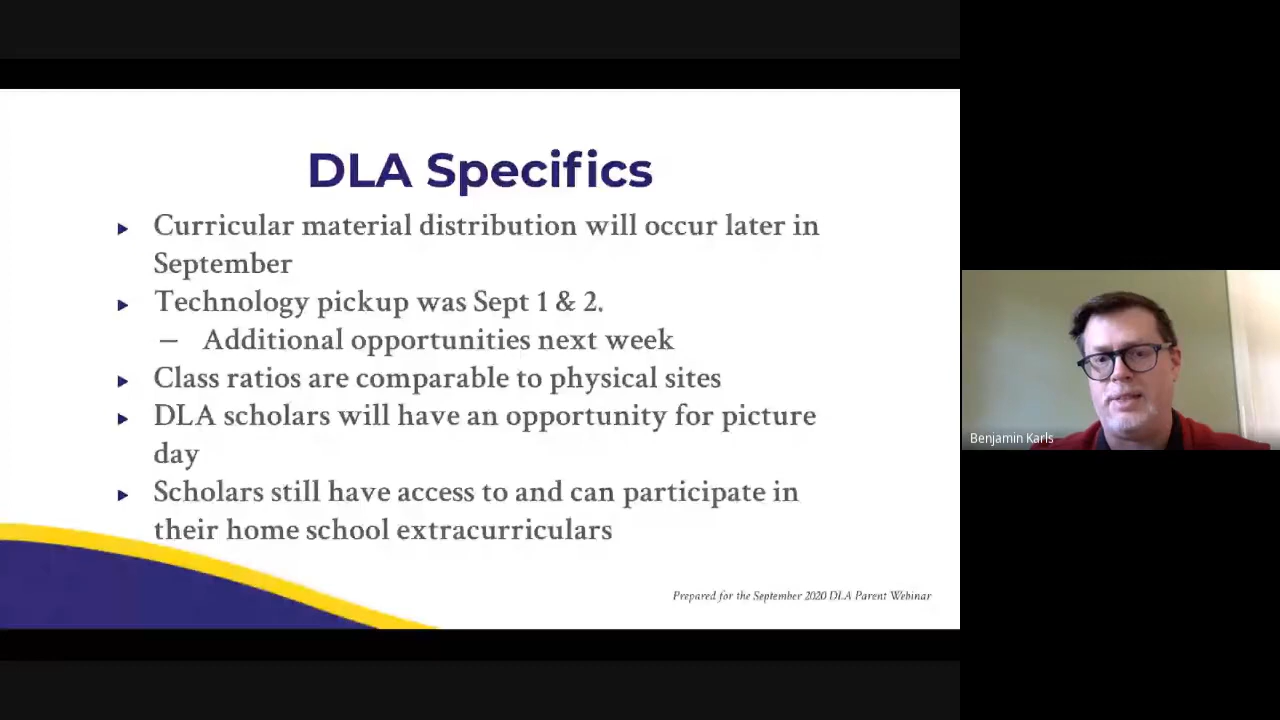 DLA Specifics
Curricular material distribution will occur later in
September
Technology pickup was Sept 1 & 2.
– Additional opportunities next week
Class ratios are comparable to physical sites
DLA scholars will have an opportunity for picture
day
Scholars still have access to and can participate in
their home school extracurriculars
Prepared for the September 2020 DLA Parent Webinar
Benjamin Karls